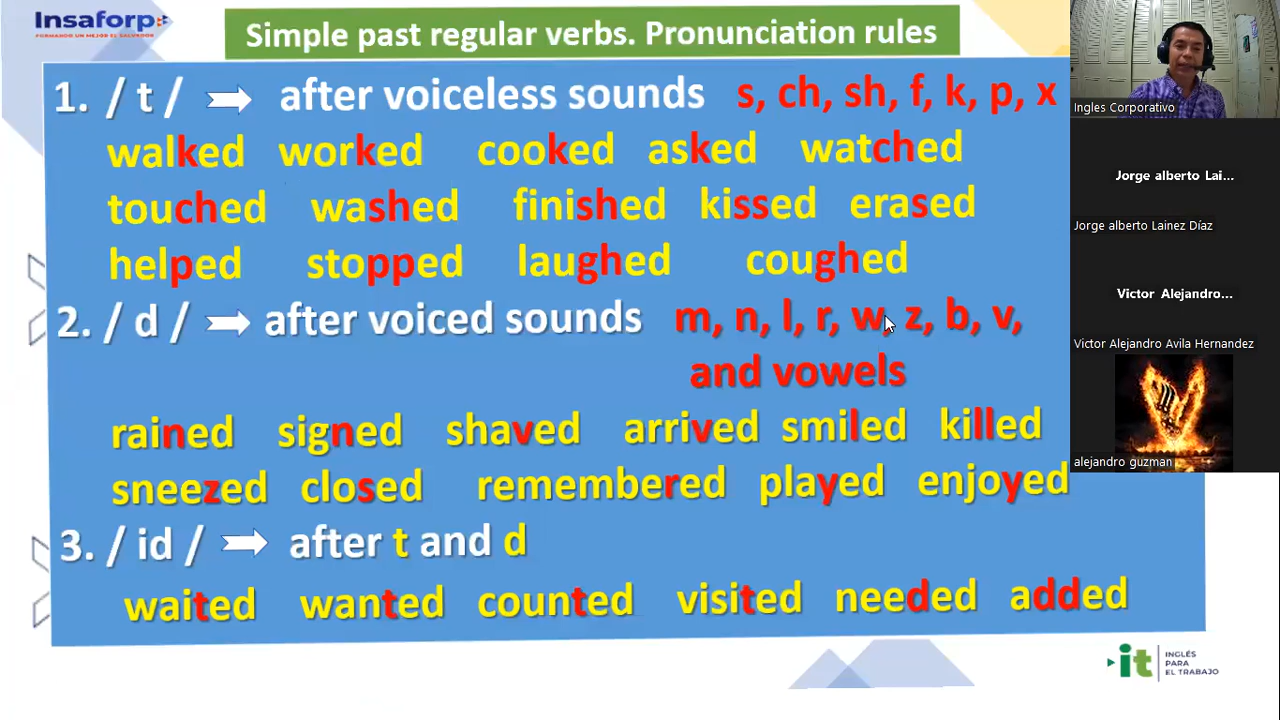 Insaforp
FORMANDO UN MEJOR EL SALVADOR
Simple past regular verbs. Pronunciation rules
1. / t / after voiceless sounds s, ch, sh, f, k, p, x
walked worked cooked asked watched
touched washed finished kissed erased
helped stopped laughed coughed
2. / d / after voiced sounds m, n, l, r, w, z, b, v,
and vowels
rained signed shaved arrived smiled killed
sneezed closed remembered played enjoyed
3. / id / after t and d
waited wanted counted visited needed added
it INGLÉS
PARA
EL TRABAJO
Ingles Corporativo
Jorge alberto Lai...
Jorge alberto Lainez Díaz
Victor Alejandro...
Victor Alejandro Avila Hernandez
alejandro guzman